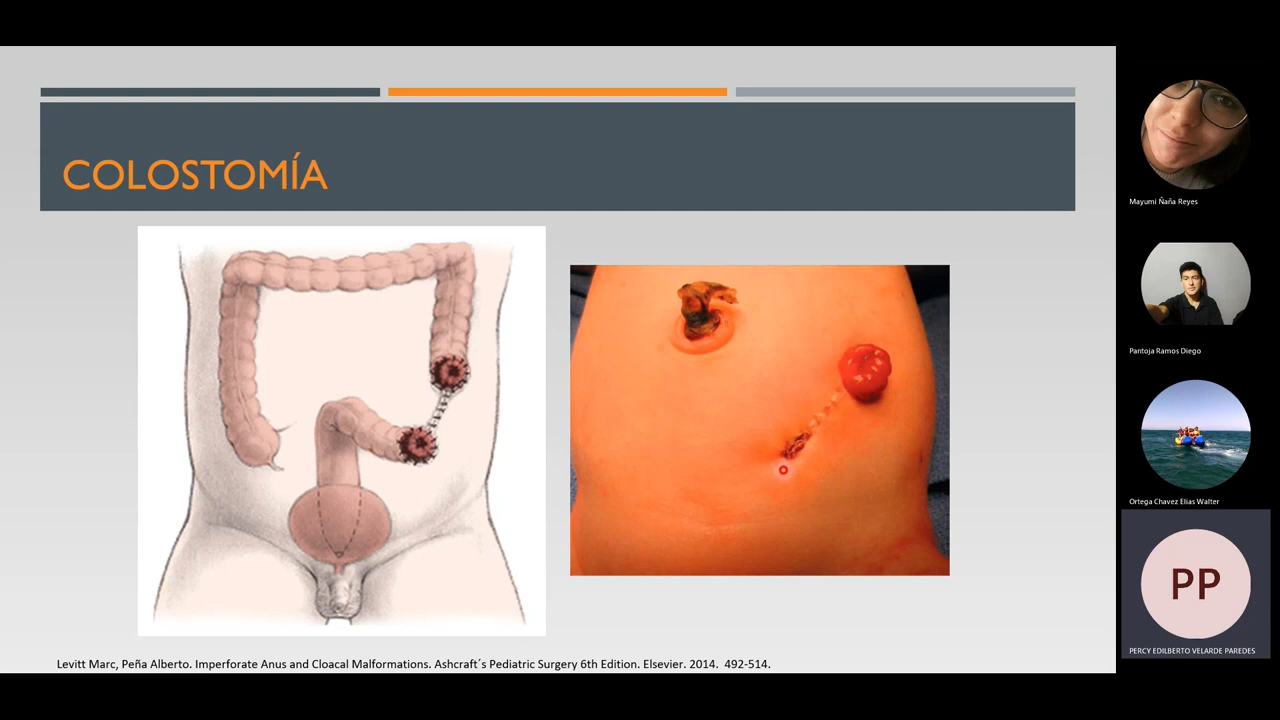 COLOSTOMÍA
Levitt Marc, Peña Alberto. Imperforate Anus and Cloacal Malformations. Ashcraft´s Pediatric Surgery 6th Edition. Elsevier. 2014.  492-514.
Mayumi Ñaña Reyes
Pantoja Ramos Diego
Ortega Chavez Elias Walter
PP
PERCY EDILBERTO VELARDE PAREDES